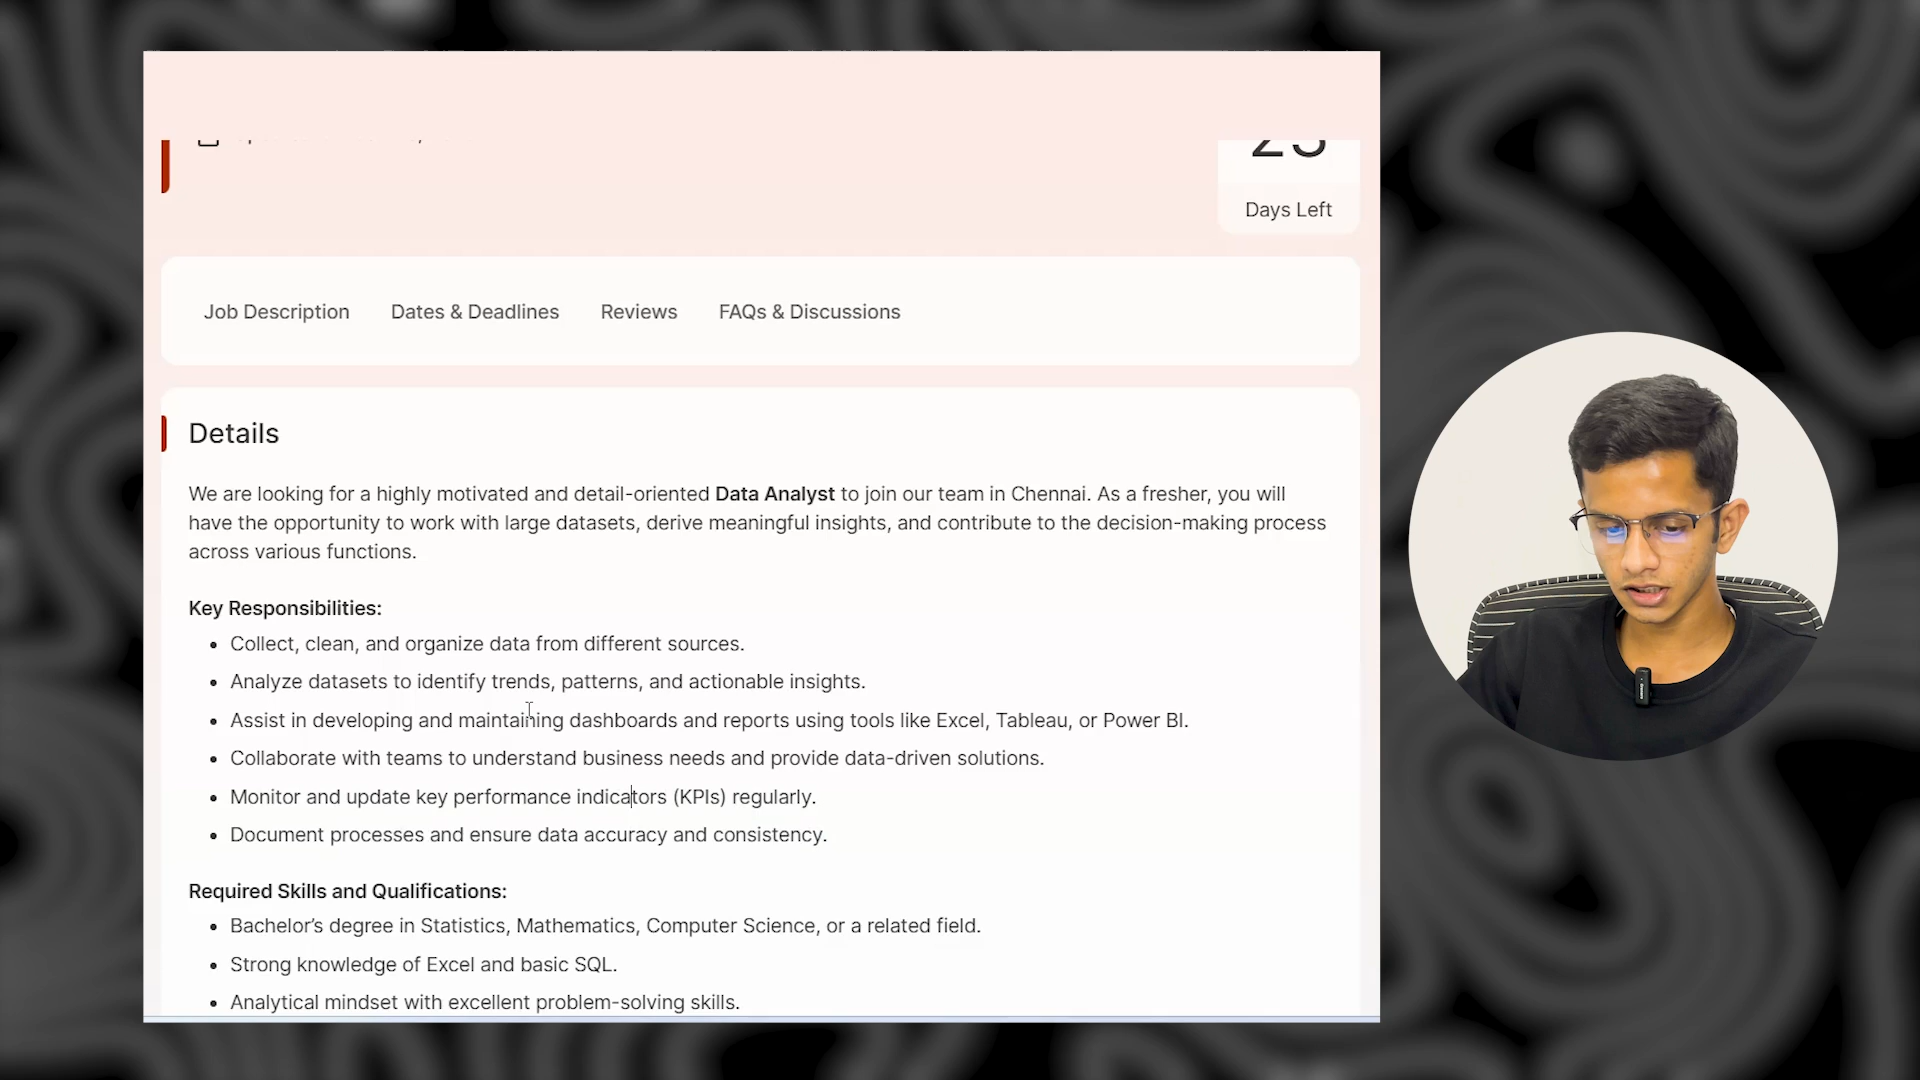 Days Left
Job Description Dates & Deadlines Reviews FAQs & Discussions
Details
We are looking for a highly motivated and detail-oriented Data Analyst to join our team in Chennai. As a fresher, you will
have the opportunity to work with large datasets, derive meaningful insights, and contribute to the decision-making process
across various functions.
Key Responsibilities:
• Collect, clean, and organize data from different sources.
• Analyze datasets to identify trends, patterns, and actionable insights.
• Assist in developing and maintaining dashboards and reports using tools like Excel, Tableau, or Power BI.
• Collaborate with teams to understand business needs and provide data-driven solutions.
• Monitor and update key performance indicators (KPIs) regularly.
• Document processes and ensure data accuracy and consistency.
Required Skills and Qualifications:
• Bachelor’s degree in Statistics, Mathematics, Computer Science, or a related field.
• Strong knowledge of Excel and basic SQL.
• Analytical mindset with excellent problem-solving skills.